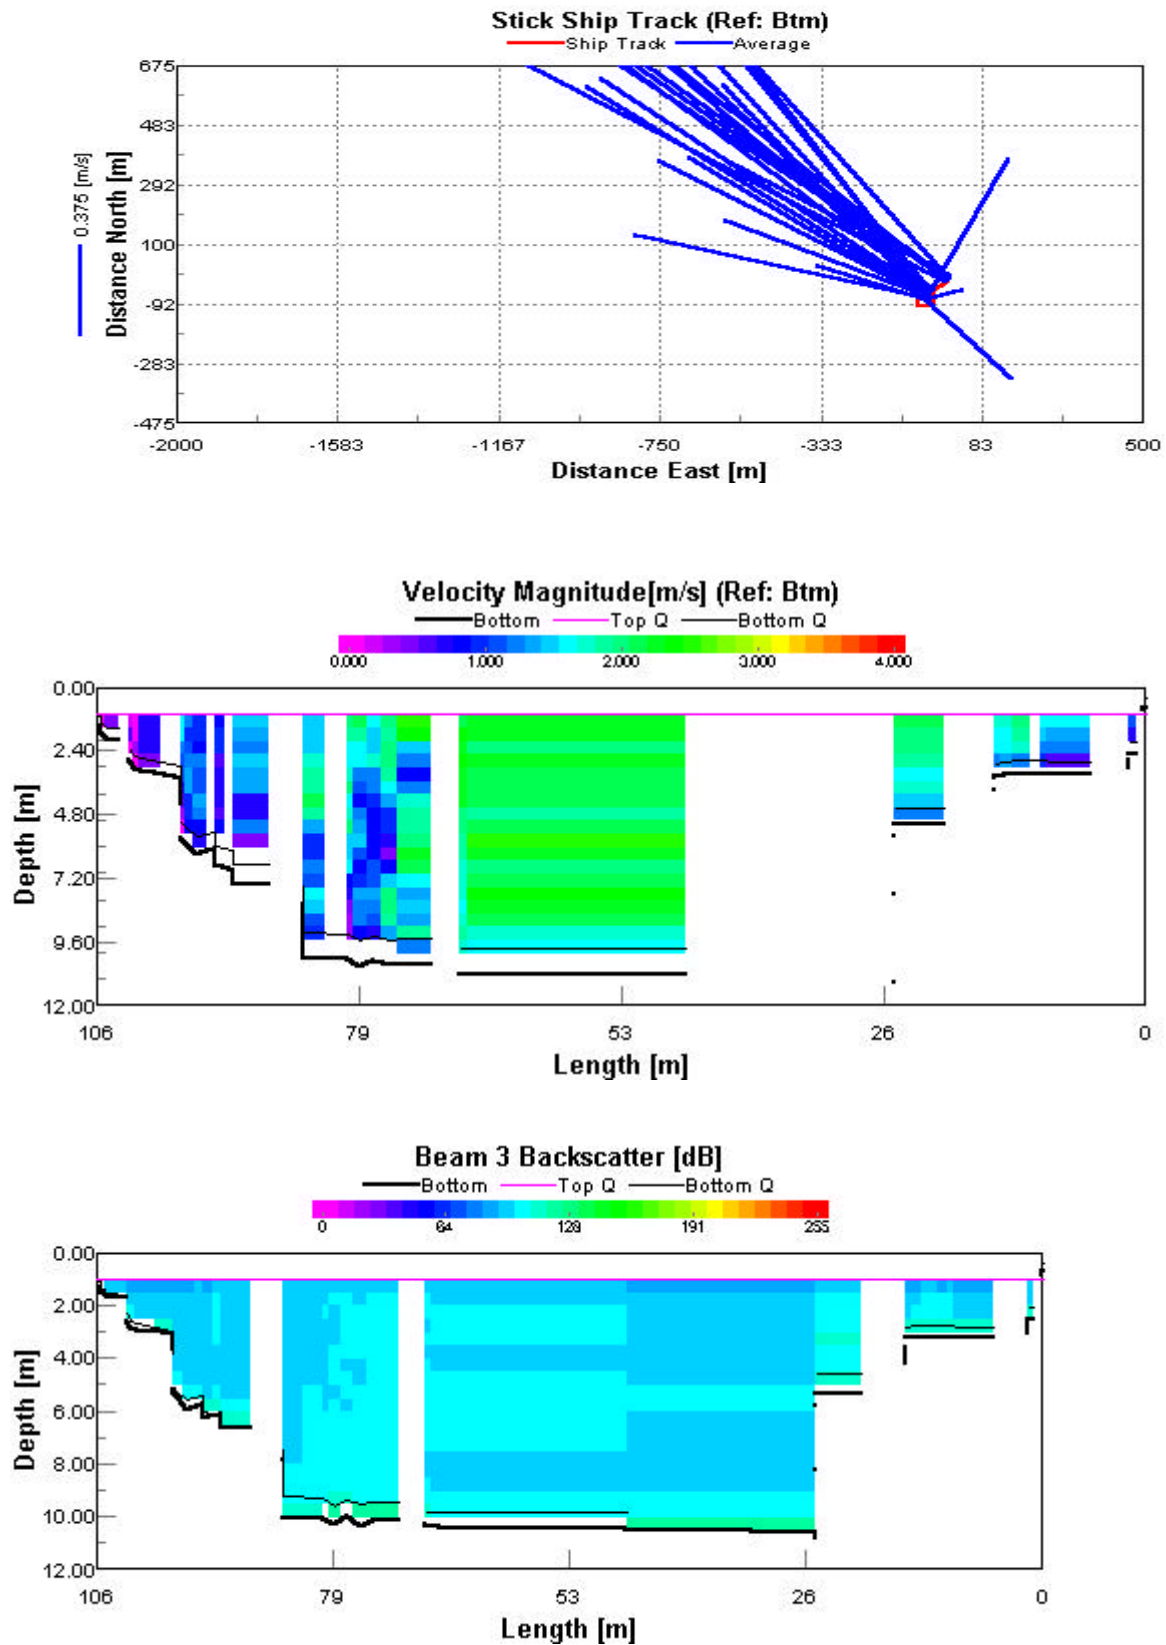 Stick Ship Track (Ref: Btm)
Ship Track Average
675
483
292
100
-92
-283
-475
0.375 [m/s]
Distance North [m]
-2000 -1583 -1167 -750 -333 83 500
Distance East [m]
Velocity Magnitude[m/s] (Ref: Btm)
Bottom Top Q Bottom Q
0.000 1.000 2.000 3.000 4.000
0.00
2.40
4.80
7.20
9.60
12.00
Depth [m]
106 79 53 26 0
Length [m]
Beam 3 Backscatter [dB]
Bottom Top Q Bottom Q
0 64 128 191 255
0.00
2.00
4.00
6.00
8.00
10.00
12.00
Depth [m]
106 79 53 26 0
Length [m]